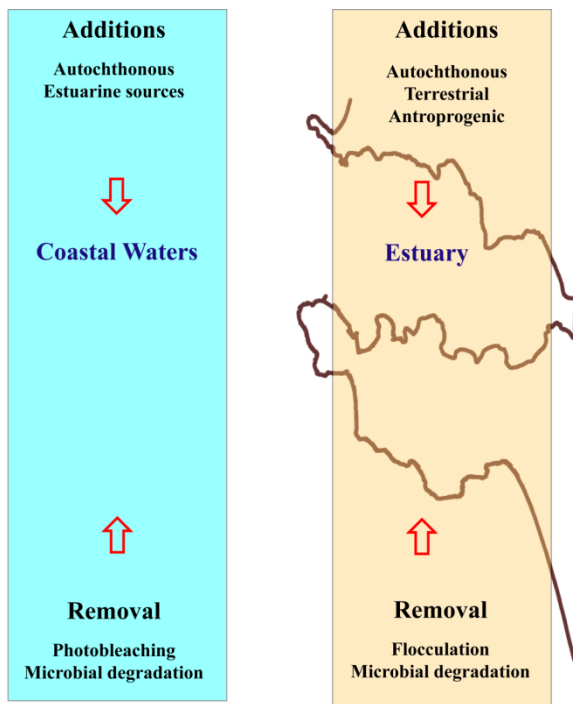 Additions
Autochthonous
Estuarine sources
Coastal Waters
Removal
Photobleaching
Microbial degradation
Additions
Autochthonous
Terrestrial
Antroprogenic
Estuary
Removal
Flocculation
Microbial degradation